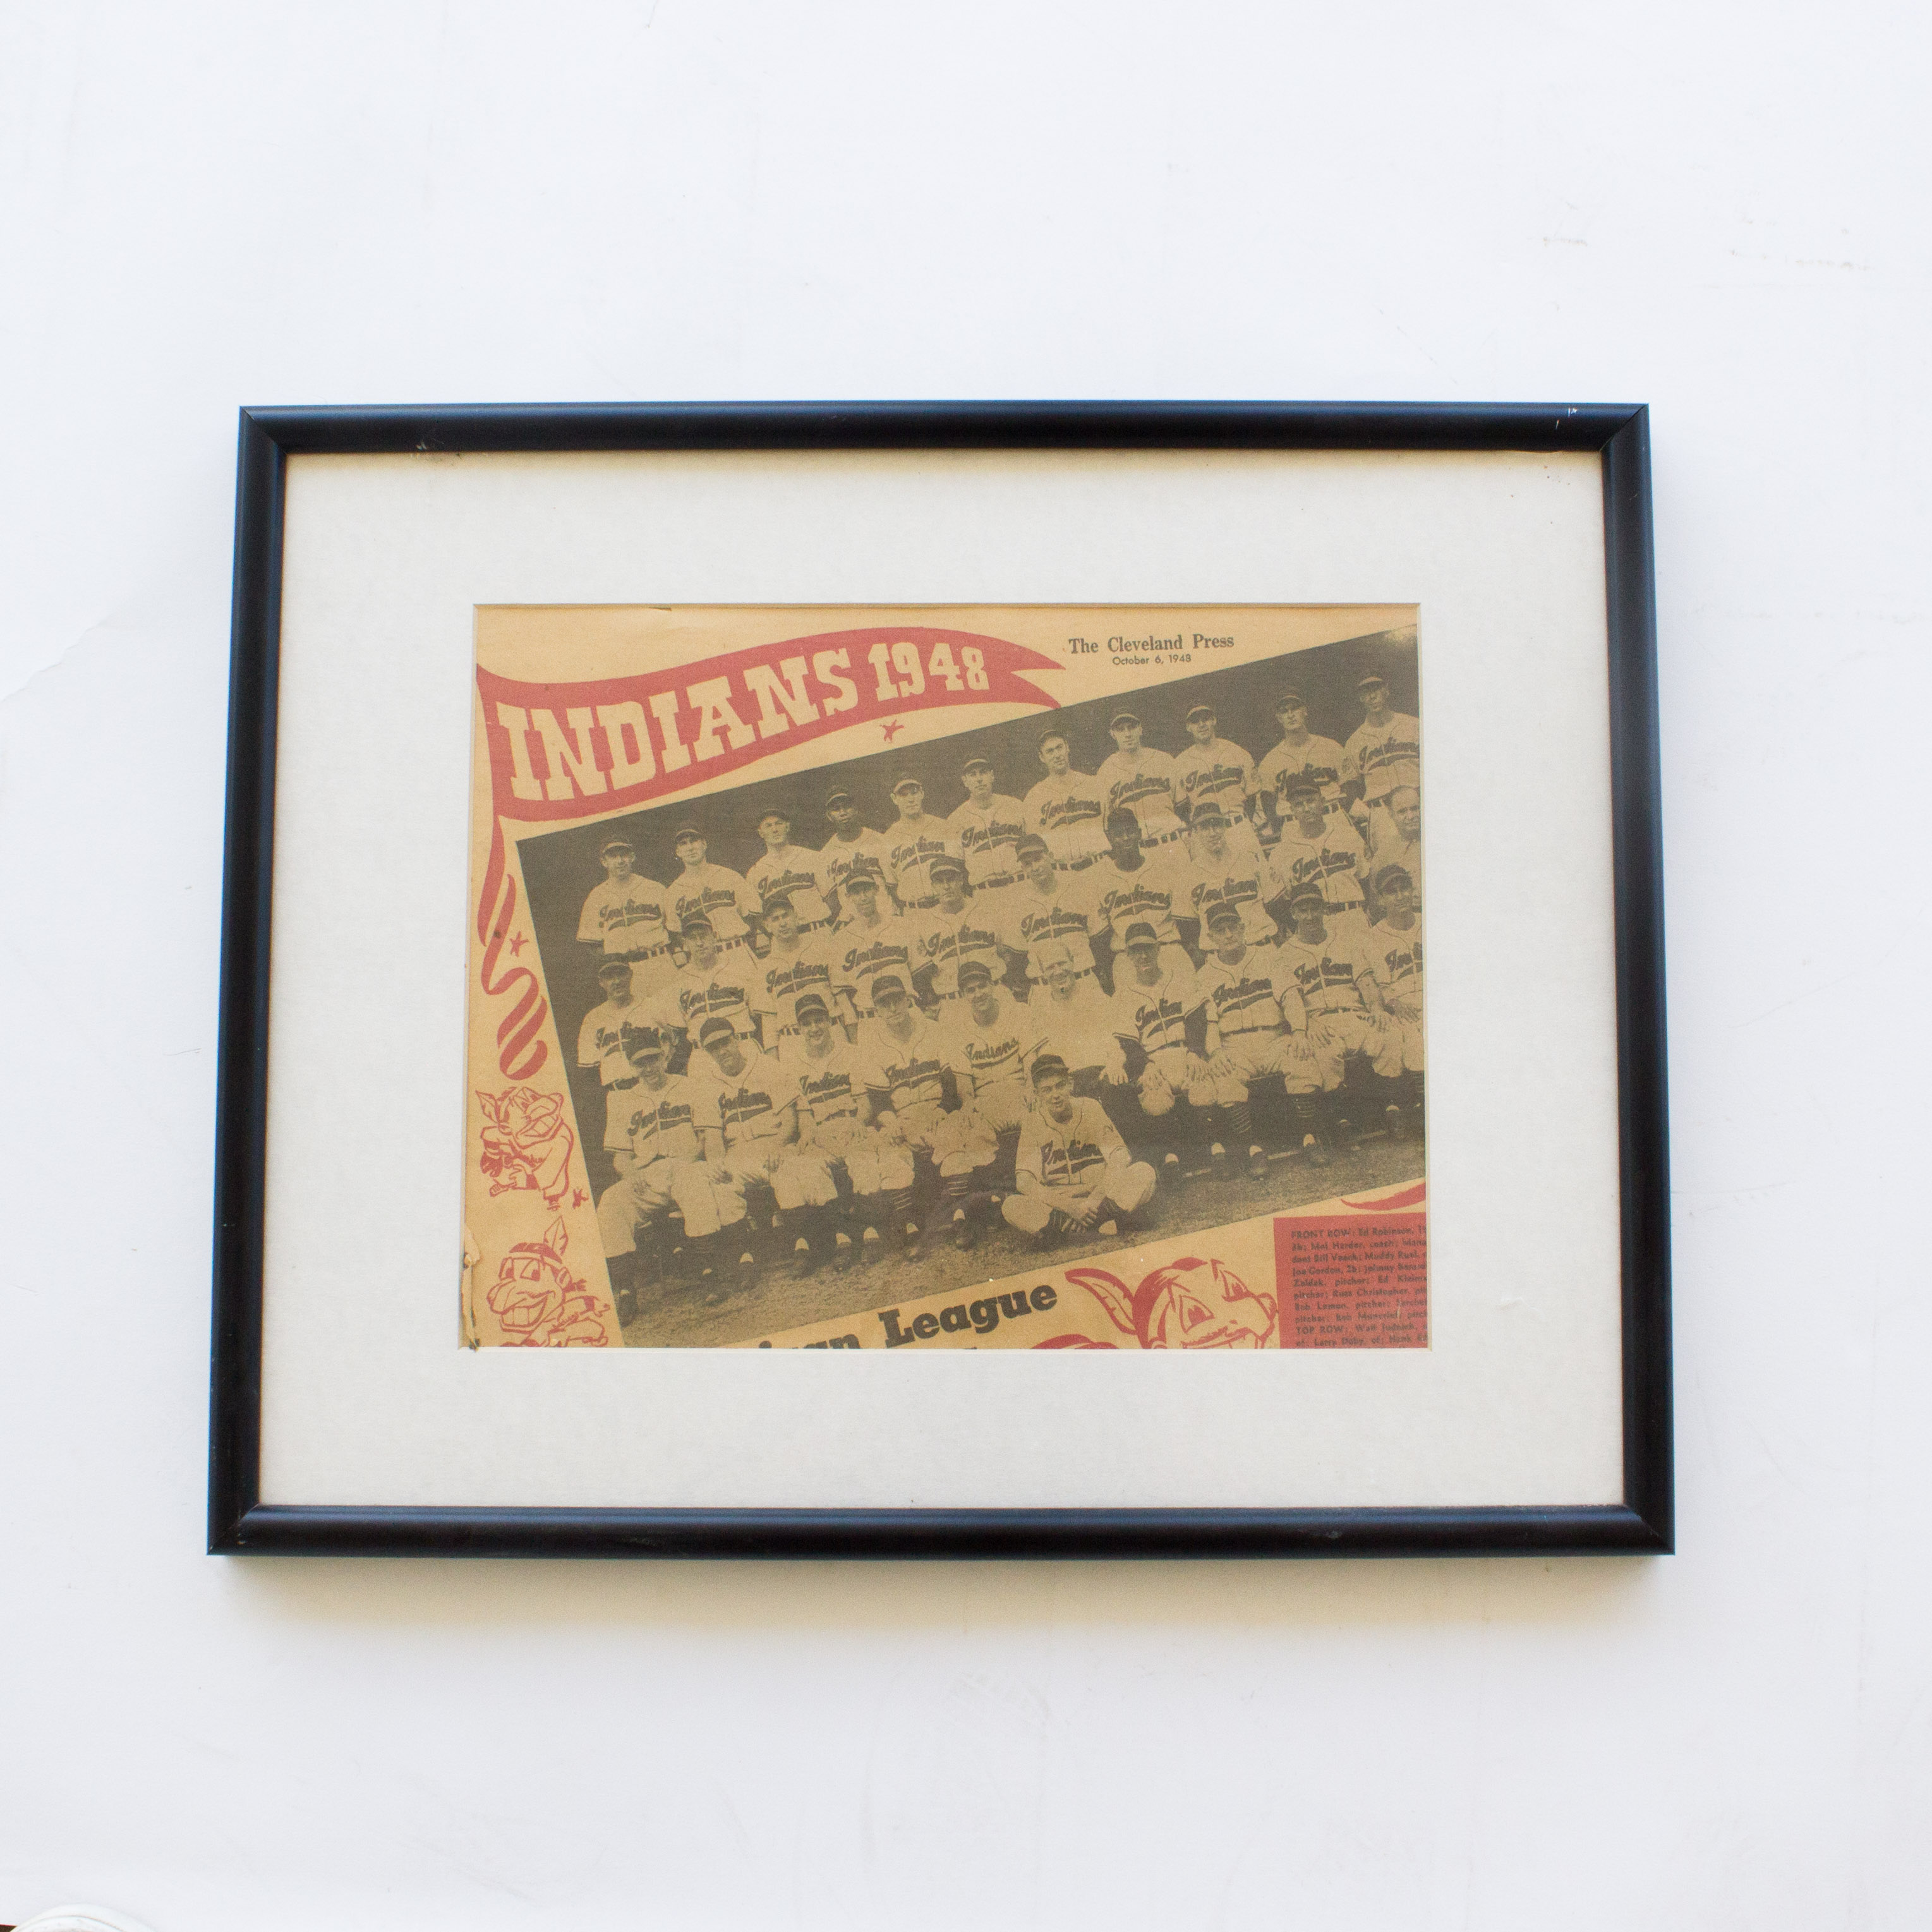 INDIANS 1948
The Cleveland Press
October 6, 1948
Indians
League
FRONT ROW: Ed Robinson, 1b
3b; Mel Harder, coach;
dent Bill Veeck; Muddy Ruel,
Joe Gordon, 2b; Johnny
Zoldak, pitcher; Ed
pitcher; Russ Christopher,
Bob Lemon, pitcher;
pitcher; Bob Muncrief,
TOP ROW: Walt Judnich,
of; Larry Doby, of; Hank